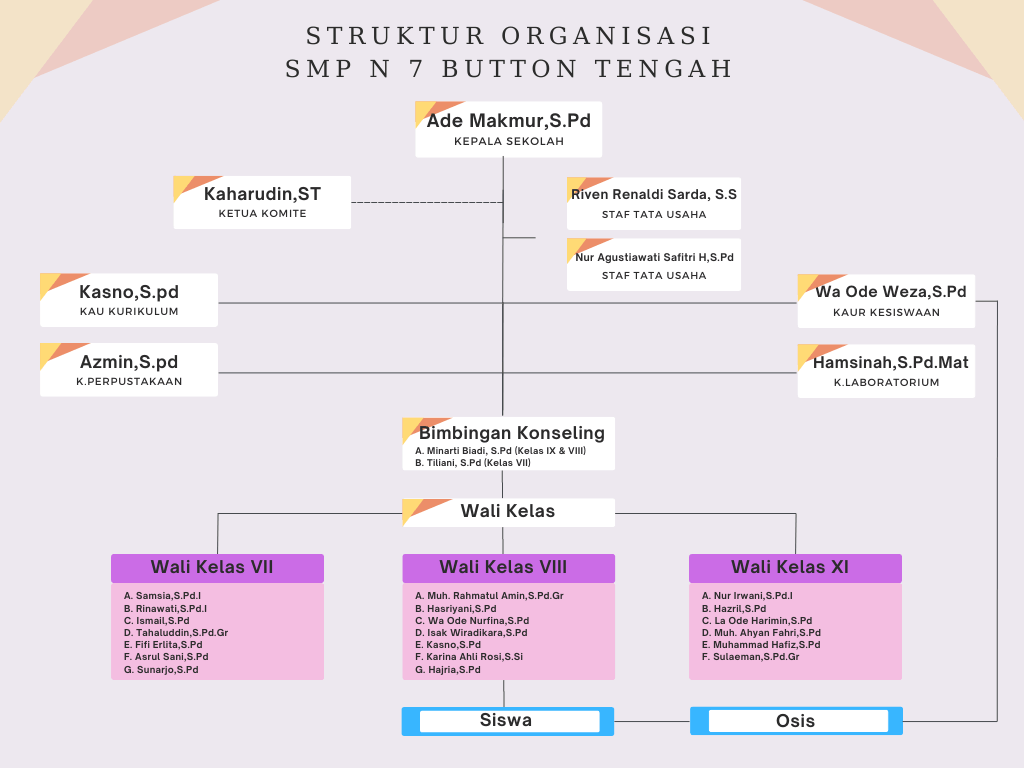 STRUKTUR ORGANISASI
SMP N 7 BUTTON TENGAH
Ade Makmur,S.Pd
KEPALA SEKOLAH
Kaharudin,ST
KETUA KOMITE
Riven Renaldi Sarda, S.S
STAF TATA USAHA
Nur Agustiawati Safitri H,S.Pd
STAF TATA USAHA
Kasno,S.pd
KAU KURIKULUM
Wa Ode Weza,S.Pd
KAUR KESISWAAN
Azmin,S.pd
K.PERPUSTAKAAN
Hamsinah,S.Pd.Mat
K.LABORATORIUM
Bimbingan Konseling
A. Minarti Biadi, S.Pd (Kelas IX & VIII)
B. Tiliani, S.Pd (Kelas VII)
Wali Kelas
Wali Kelas VII
A. Samsia,S.Pd.I
B. Rinawati,S.Pd.I
C. Ismail,S.Pd
D. Tahaluddin,S.Pd.Gr
E. Fifi Erlita,S.Pd
F. Asrul Sani,S.Pd
G. Sunarjo,S.Pd
Wali Kelas VIII
A. Muh. Rahmatul Amin,S.Pd.Gr
B. Hasriyani,S.Pd
C. Wa Ode Nurfina,S.Pd
D. Isak Wiradikara,S.Pd
E. Kasno,S.Pd
F. Karina Ahli Rosi,S.Si
G. Hajria,S.Pd
Wali Kelas XI
A. Nur Irwani,S.Pd.I
B. Hazril,S.Pd
C. La Ode Harimin,S.Pd
D. Muh. Ahyan Fahri,S.Pd
E. Muhammad Hafiz,S.Pd
F. Sulaeman,S.Pd.Gr
Siswa
Osis